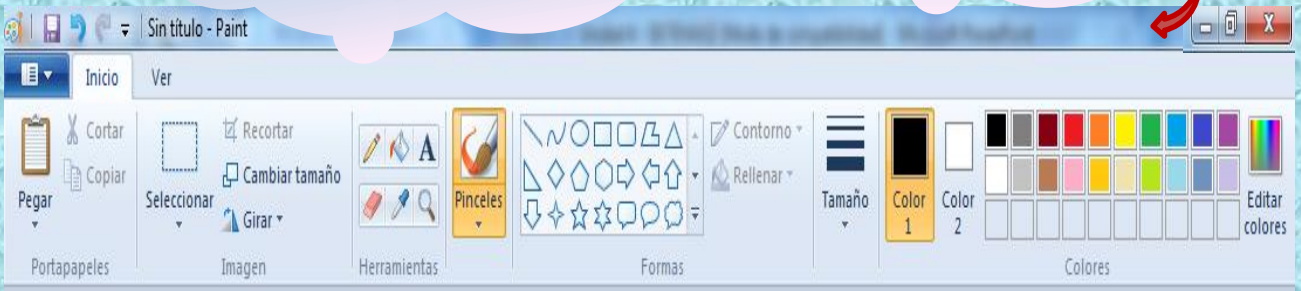 Sin título - Paint
Inicio Ver
Pegar
Cortar
Copiar
Portapapeles
Seleccionar
Recortar
Cambiar tamaño
Girar
Imagen
A
Herramientas
Pinceles
Contorno
Rellenar
Formas
Tamaño
Color
1
Color
2
Editar
colores
Colores